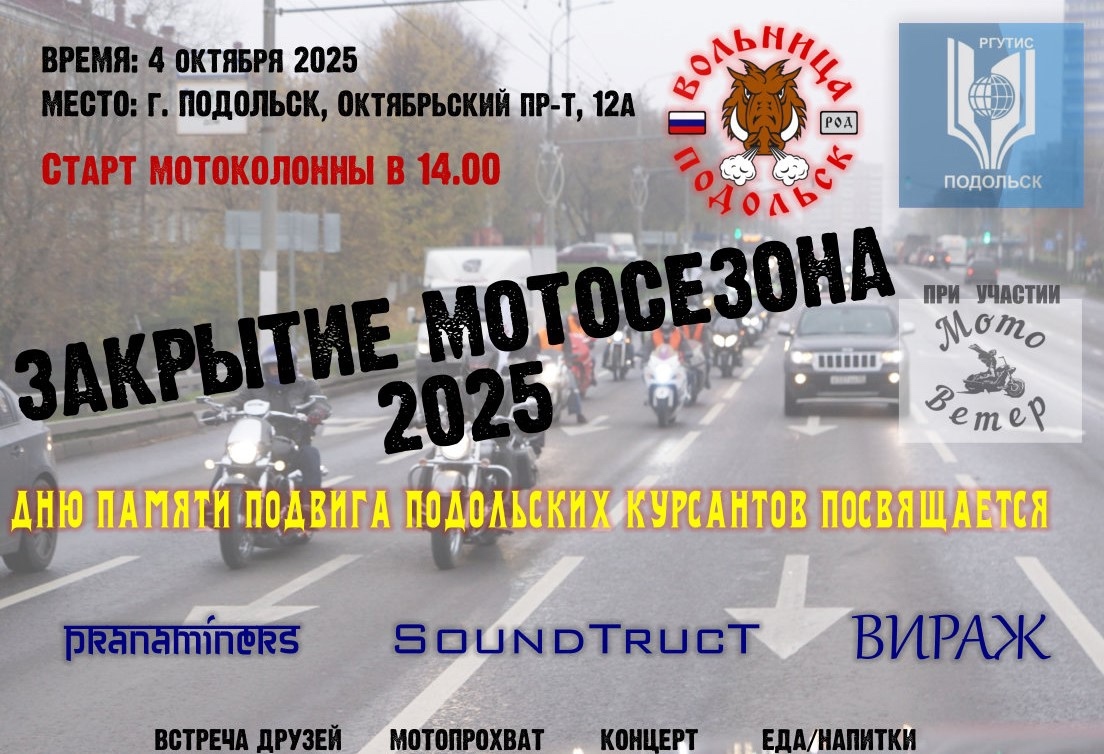 ВРЕМЯ: 4 ОКТЯБРЯ 2025
МЕСТО: Г. ПОДОЛЬСК, ОКТЯБРЬСКИЙ ПР-Т, 12А
СТАРТ МОТОКОЛОННЫ В 14.00
ВОЛЬНИЦА
РОД
ПОДОЛЬСК
РГУТИС
ПОДОЛЬСК
ЗАКРЫТИЕ МОТОСЕЗОНА
2025
ПРИ УЧАСТИИ
Мото
Ветер
ДНЮ ПАМЯТИ ПОДВИГА ПОДОЛЬСКИХ КУРСАНТОВ ПОСВЯЩАЕТСЯ
PRANAMINERS
SOUNDTRUCT
ВИРАЖ
ВСТРЕЧА ДРУЗЕЙ МОТОПРОХВАТ КОНЦЕРТ ЕДА/НАПИТКИ